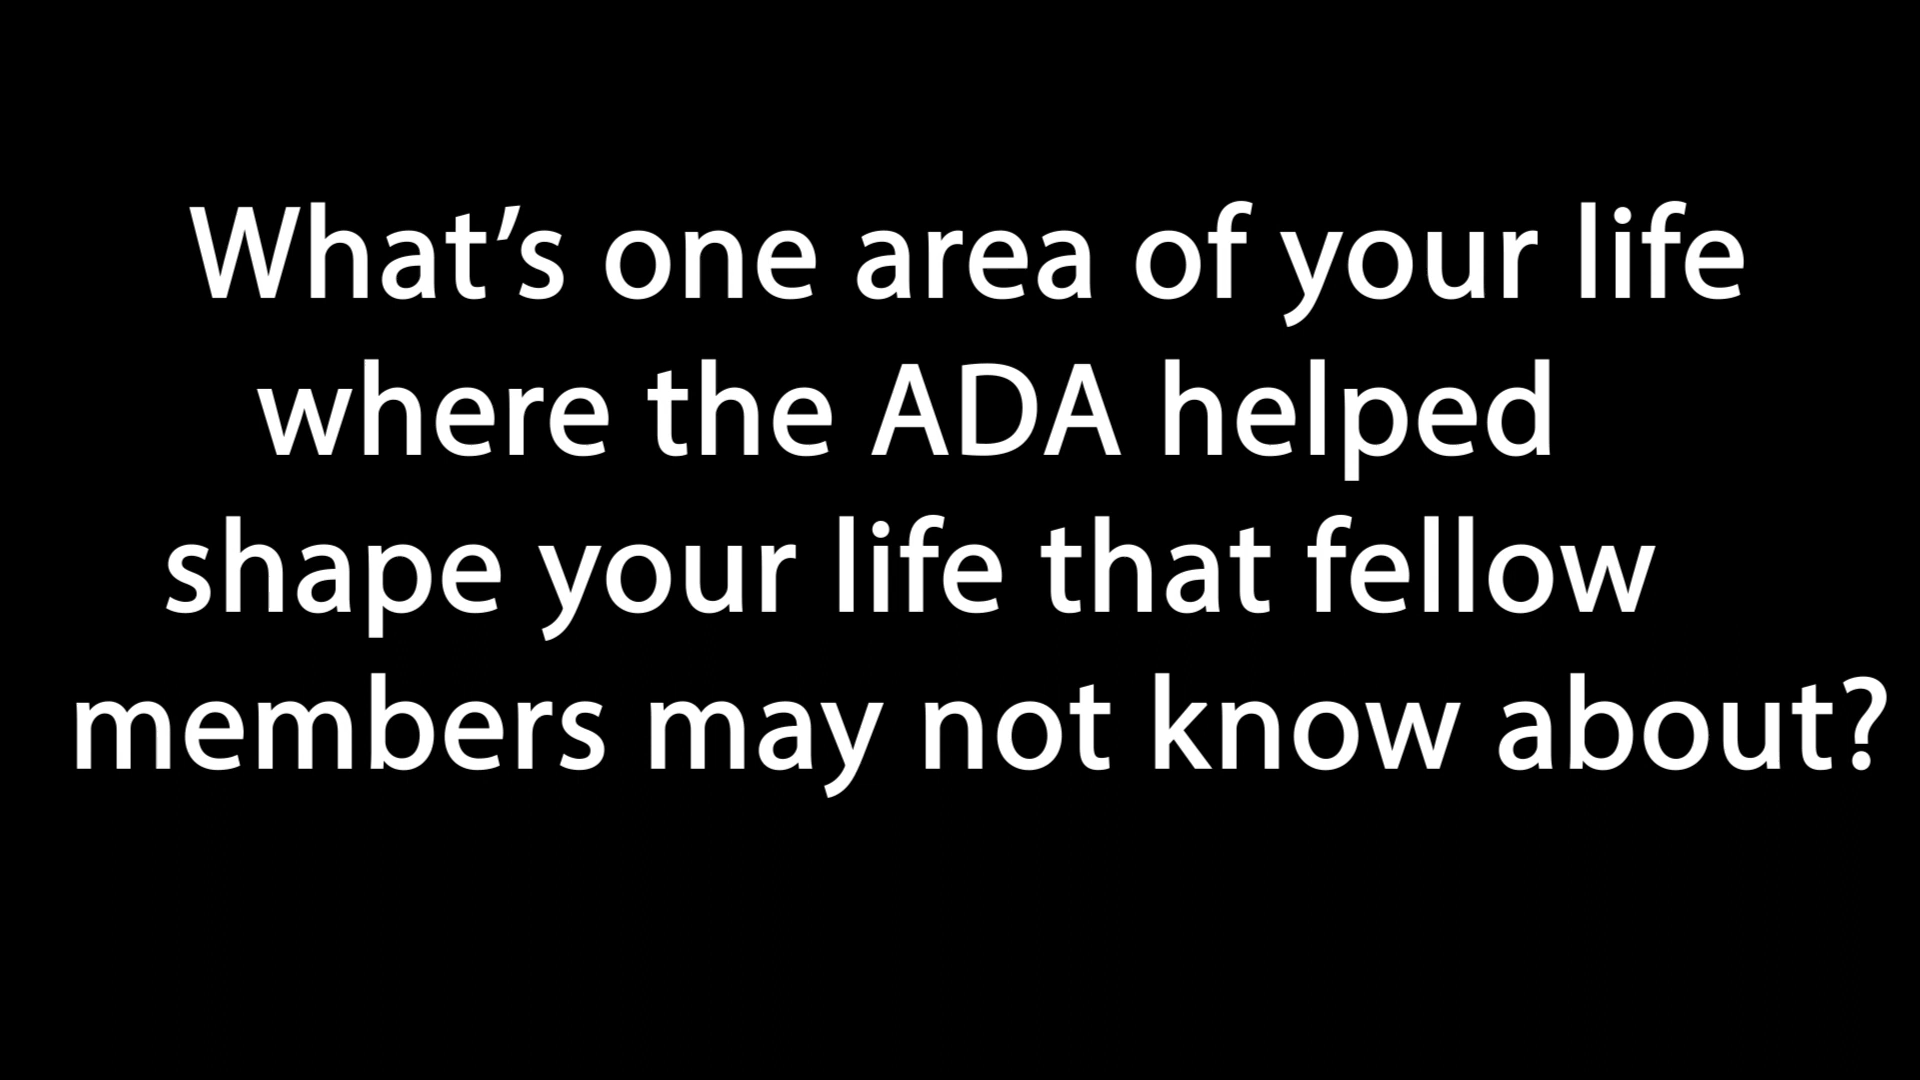 What’s one area of your life
where the ADA helped
shape your life that fellow
members may not know about?